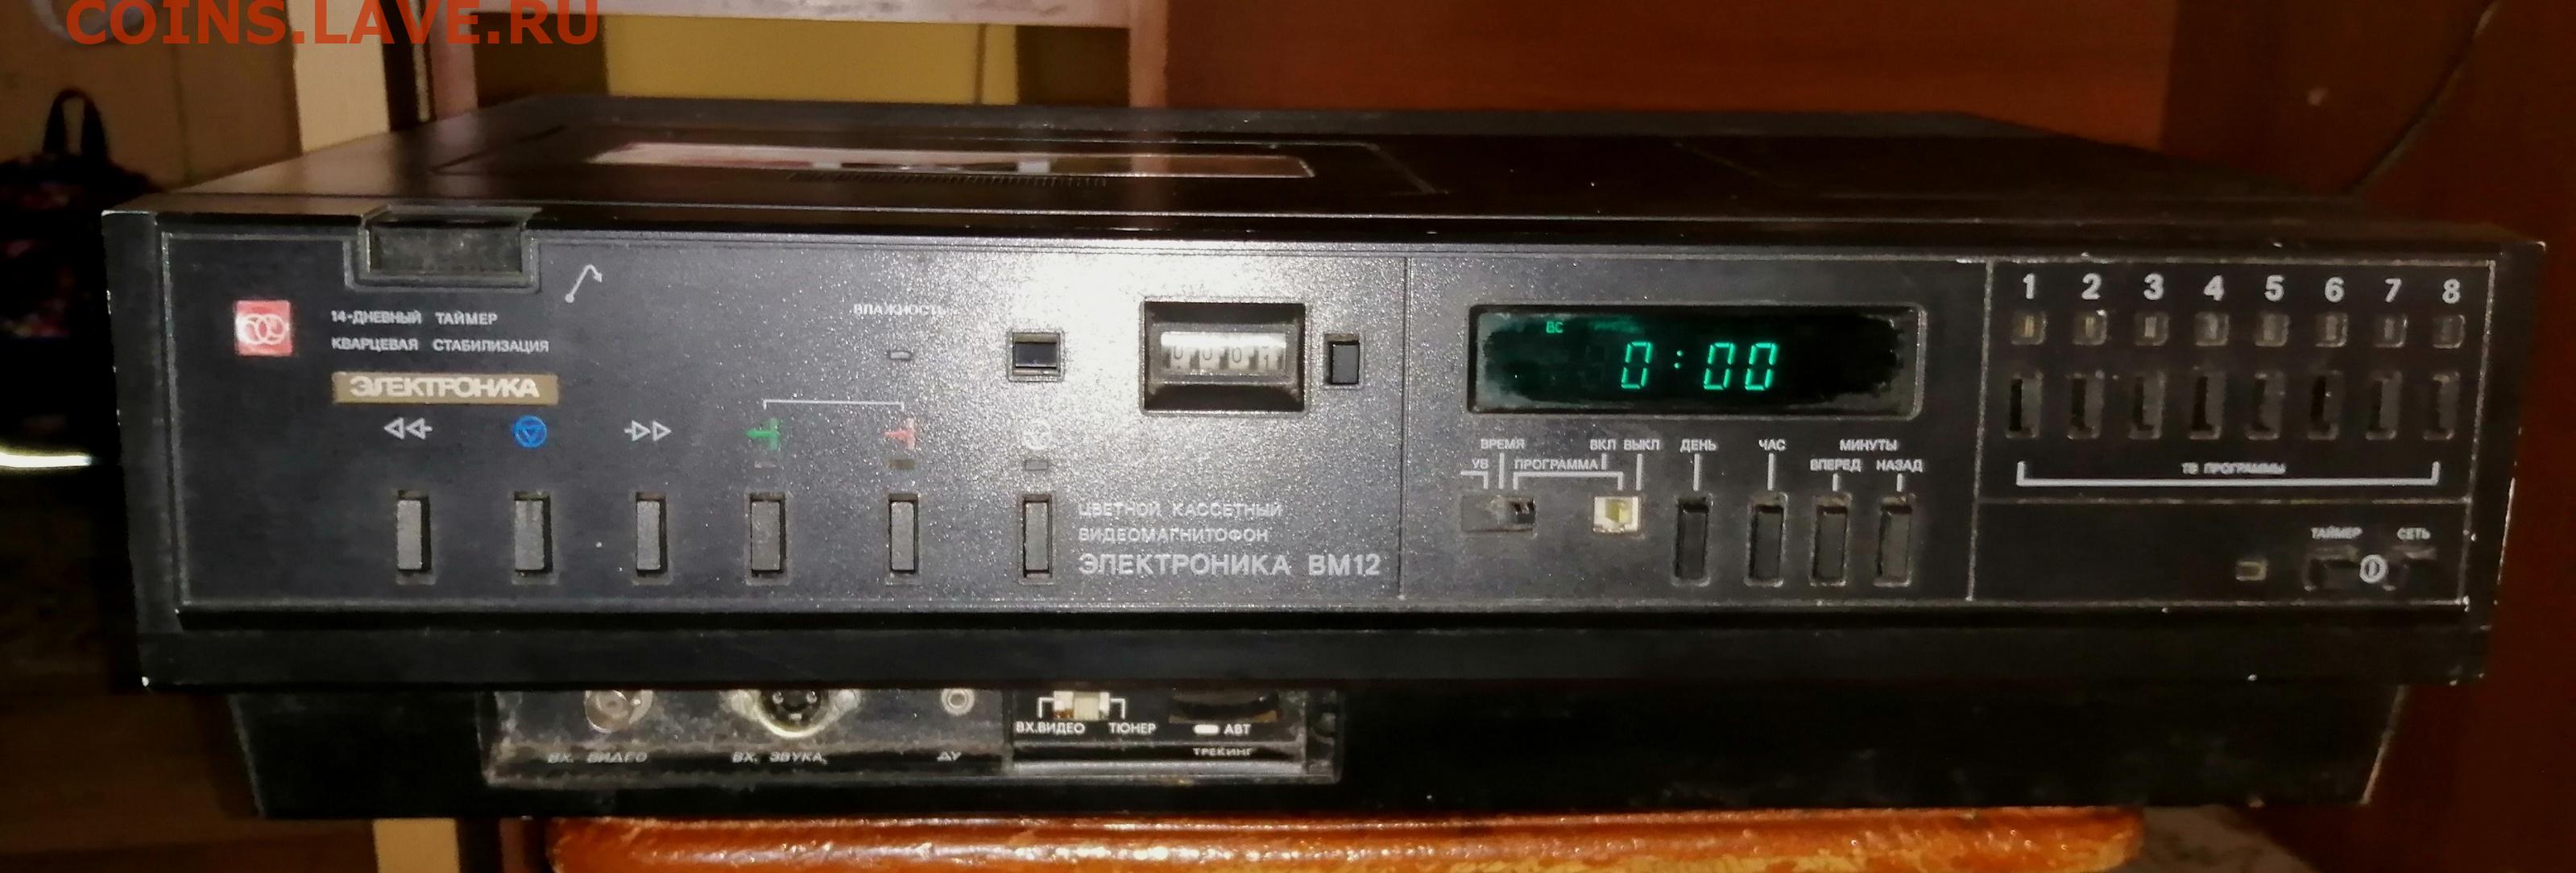 COINS.LAVE.RU
14-ДНЕВНЫЙ ТАЙМЕР
КВАРЦЕВАЯ СТАБИЛИЗАЦИЯ
ЭЛЕКТРОНИКА
ВЛАЖНОСТЬ
ЦВЕТНОЙ КАССЕТНЫЙ
ВИДЕОМАГНИТОФОН
ЭЛЕКТРОНИКА ВМ12
ВС
0:00
ВРЕМЯ ВКЛ ВЫКЛ ДЕНЬ ЧАС МИНУТЫ
УВ ПРОГРАММА ВПЕРЕД НАЗАД
1 2 3 4 5 6 7 8
ТВ ПРОГРАММЫ
ТАЙМЕР СЕТЬ
ВХ. ВИДЕО ВХ. ЗВУКА ДУ
ВХ.ВИДЕО ТЮНЕР АВТ
ТРЕКИНГ